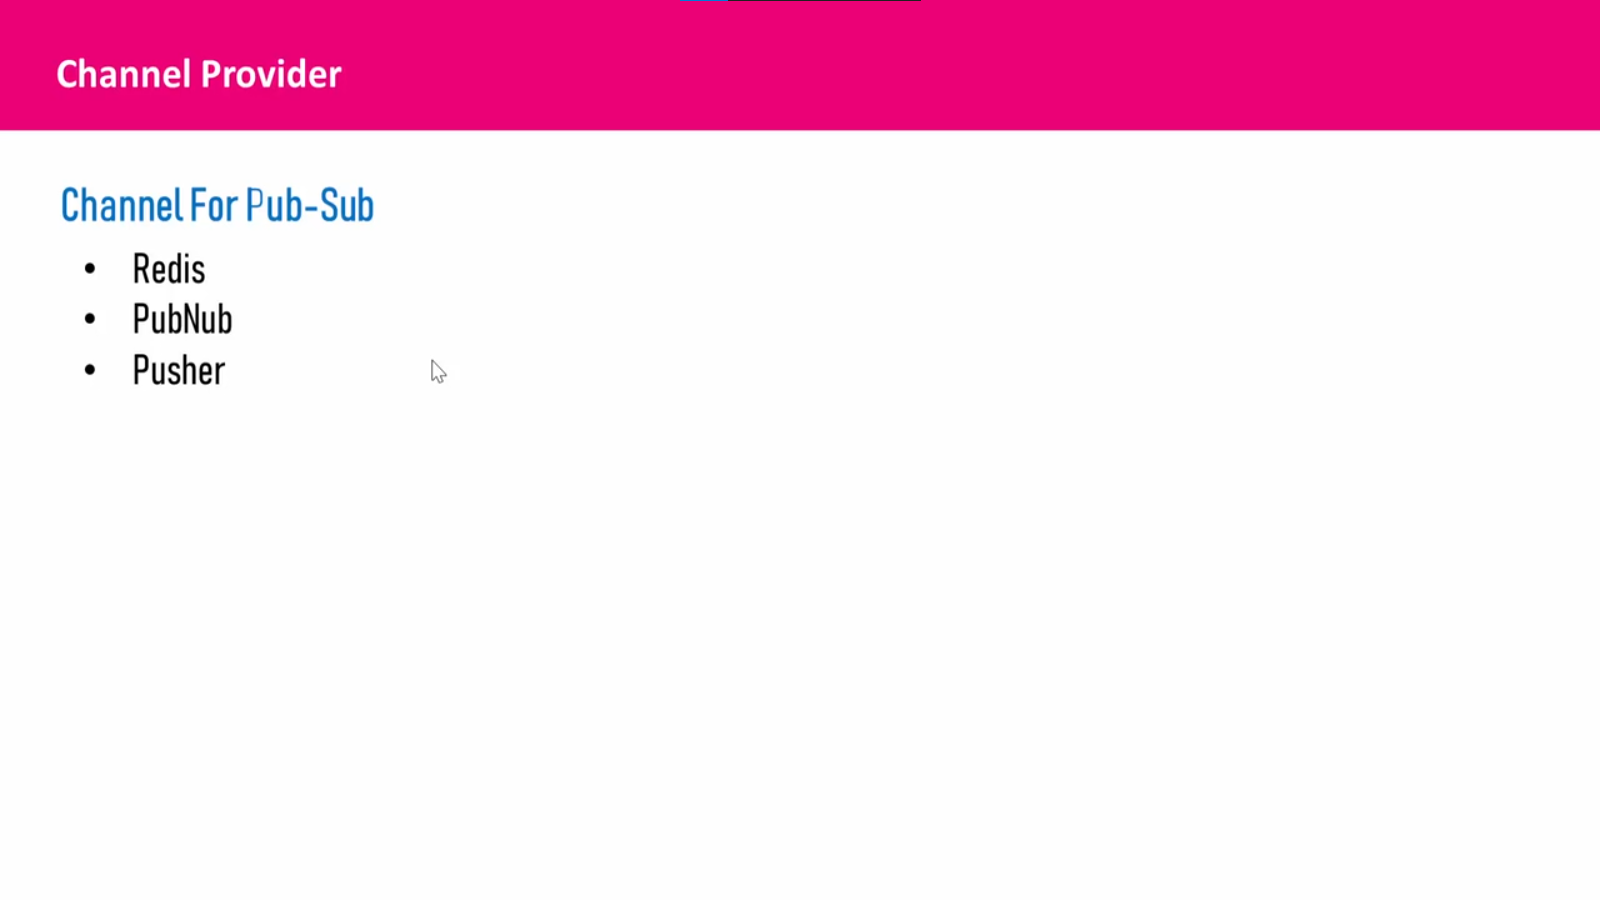 Channel Provider
Channel For Pub-Sub
• Redis
• PubNub
• Pusher